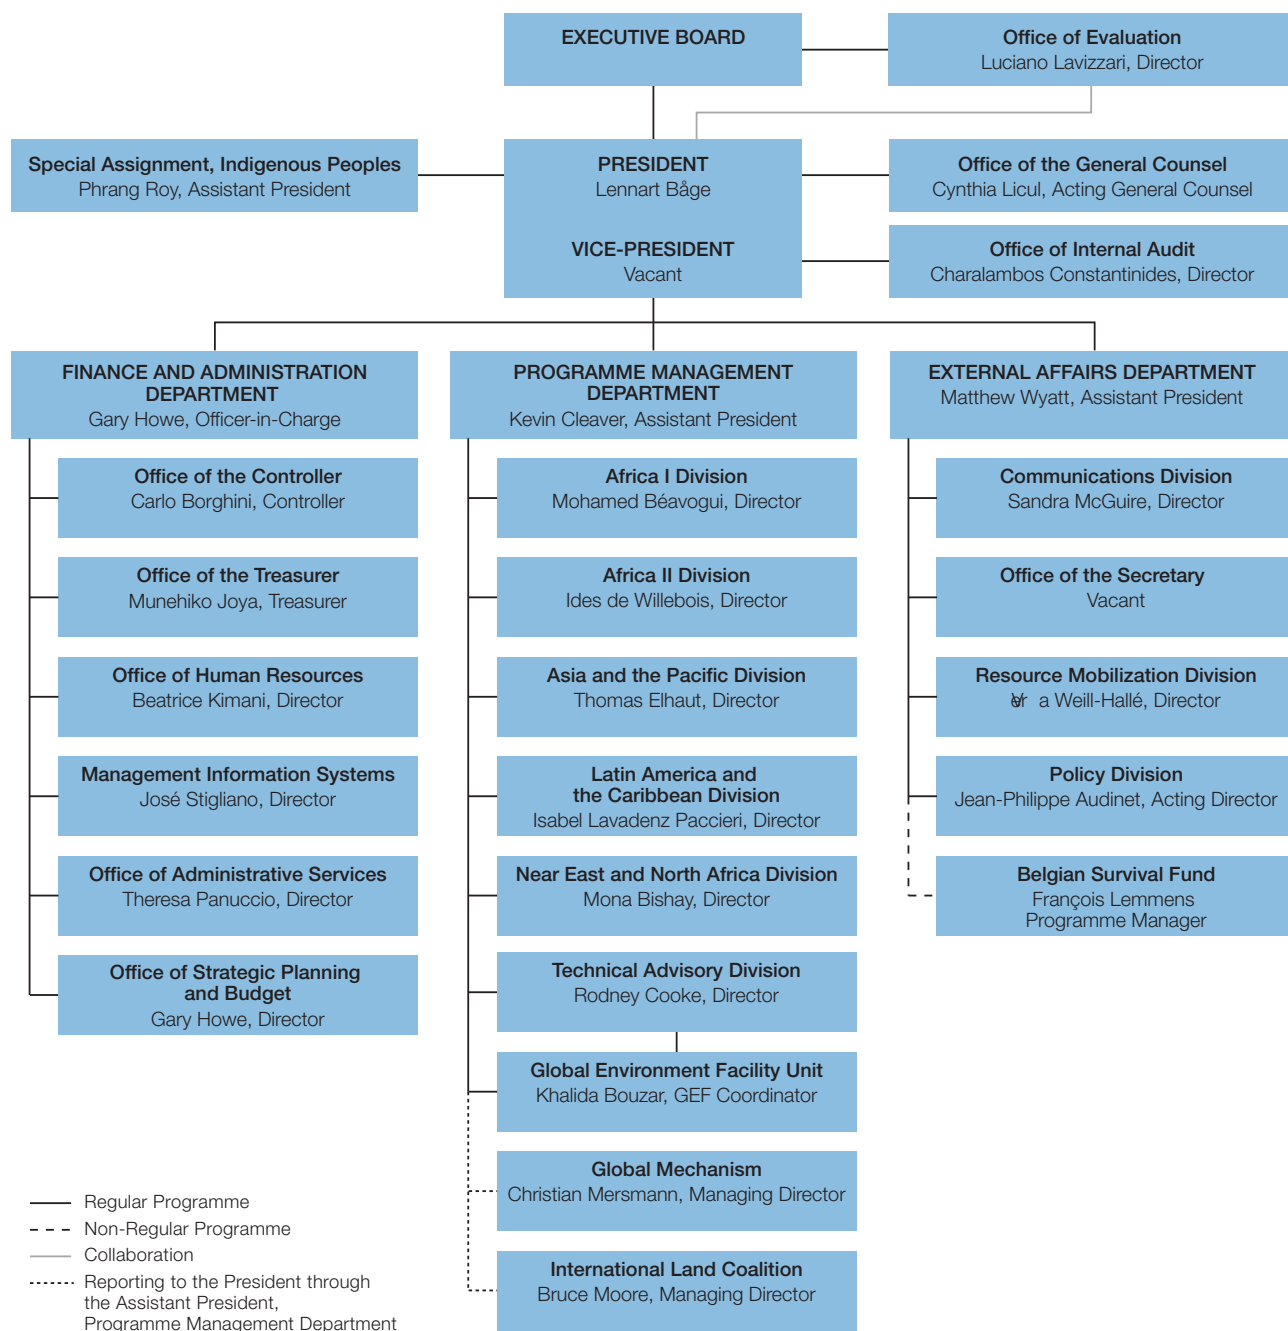 EXECUTIVE BOARD
Office of Evaluation
Luciano Lavizzari, Director
Special Assignment, Indigenous Peoples
Phrang Roy, Assistant President
PRESIDENT
Lennart Båge
Office of the General Counsel
Cynthia Licul, Acting General Counsel
VICE-PRESIDENT
Vacant
Office of Internal Audit
Charalambos Constantinides, Director
FINANCE AND ADMINISTRATION
DEPARTMENT
Gary Howe, Officer-in-Charge
Office of the Controller
Carlo Borghini, Controller
Office of the Treasurer
Munehiko Joya, Treasurer
Office of Human Resources
Beatrice Kimani, Director
Management Information Systems
José Stigliano, Director
Office of Administrative Services
Theresa Panuccio, Director
Office of Strategic Planning
and Budget
Gary Howe, Director
PROGRAMME MANAGEMENT
DEPARTMENT
Kevin Cleaver, Assistant President
Africa I Division
Mohamed Béavogui, Director
Africa II Division
Ides de Willebois, Director
Asia and the Pacific Division
Thomas Elhaut, Director
Latin America and
the Caribbean Division
Isabel Lavadenz Paccieri, Director
Near East and North Africa Division
Mona Bishay, Director
Technical Advisory Division
Rodney Cooke, Director
Global Environment Facility Unit
Khalida Bouzar, GEF Coordinator
Global Mechanism
Christian Mersmann, Managing Director
International Land Coalition
Bruce Moore, Managing Director
EXTERNAL AFFAIRS DEPARTMENT
Matthew Wyatt, Assistant President
Communications Division
Sandra McGuire, Director
Office of the Secretary
Vacant
Resource Mobilization Division
a Weill-Hallé, Director
Policy Division
Jean-Philippe Audinet, Acting Director
Belgian Survival Fund
François Lemmens
Programme Manager
Regular Programme
Non-Regular Programme
Collaboration
Reporting to the President through
the Assistant President,
Programme Management Department